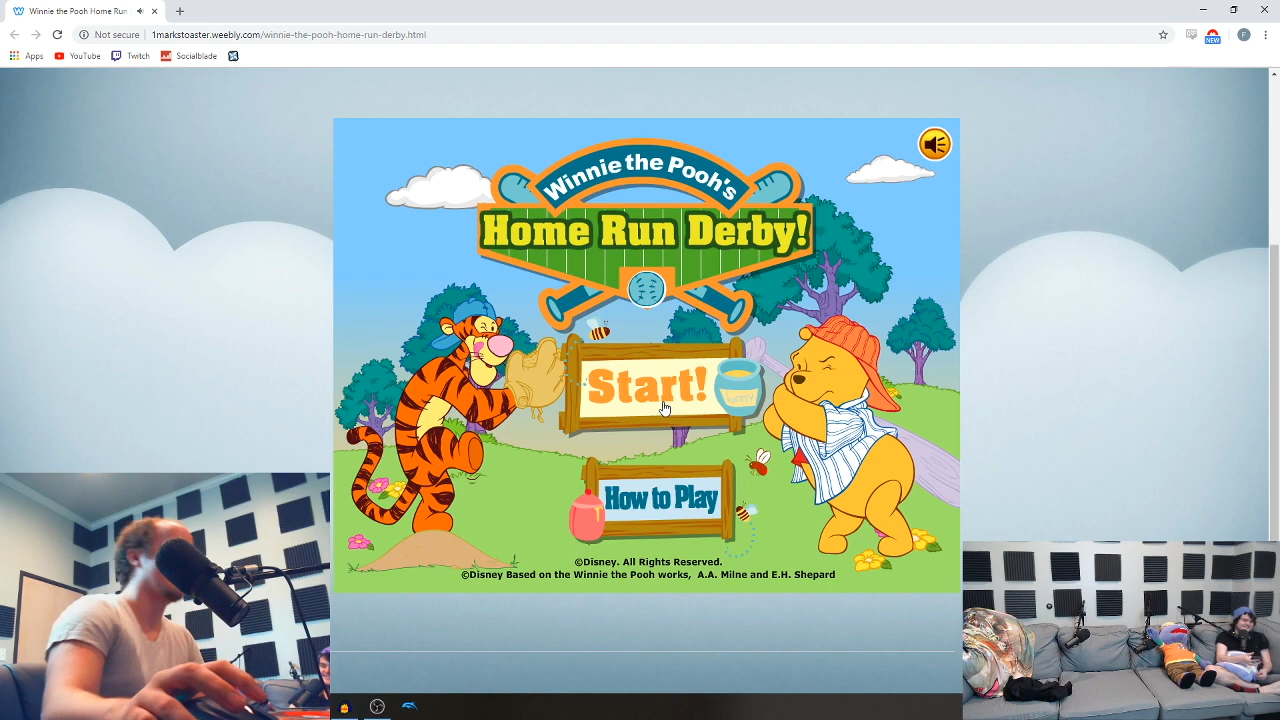 Winnie the Pooh Home Run
Not secure
1markstoaster.weebly.com/winnie-the-pooh-home-run-derby.html
NEW
F
Apps
YouTube
Twitch
Socialblade
Winnie the Pooh's
Home Run Derby!
Start!
HUNNY
How to Play
©Disney. All Rights Reserved.
©Disney Based on the Winnie the Pooh works, A.A. Milne and E.H. Shepard